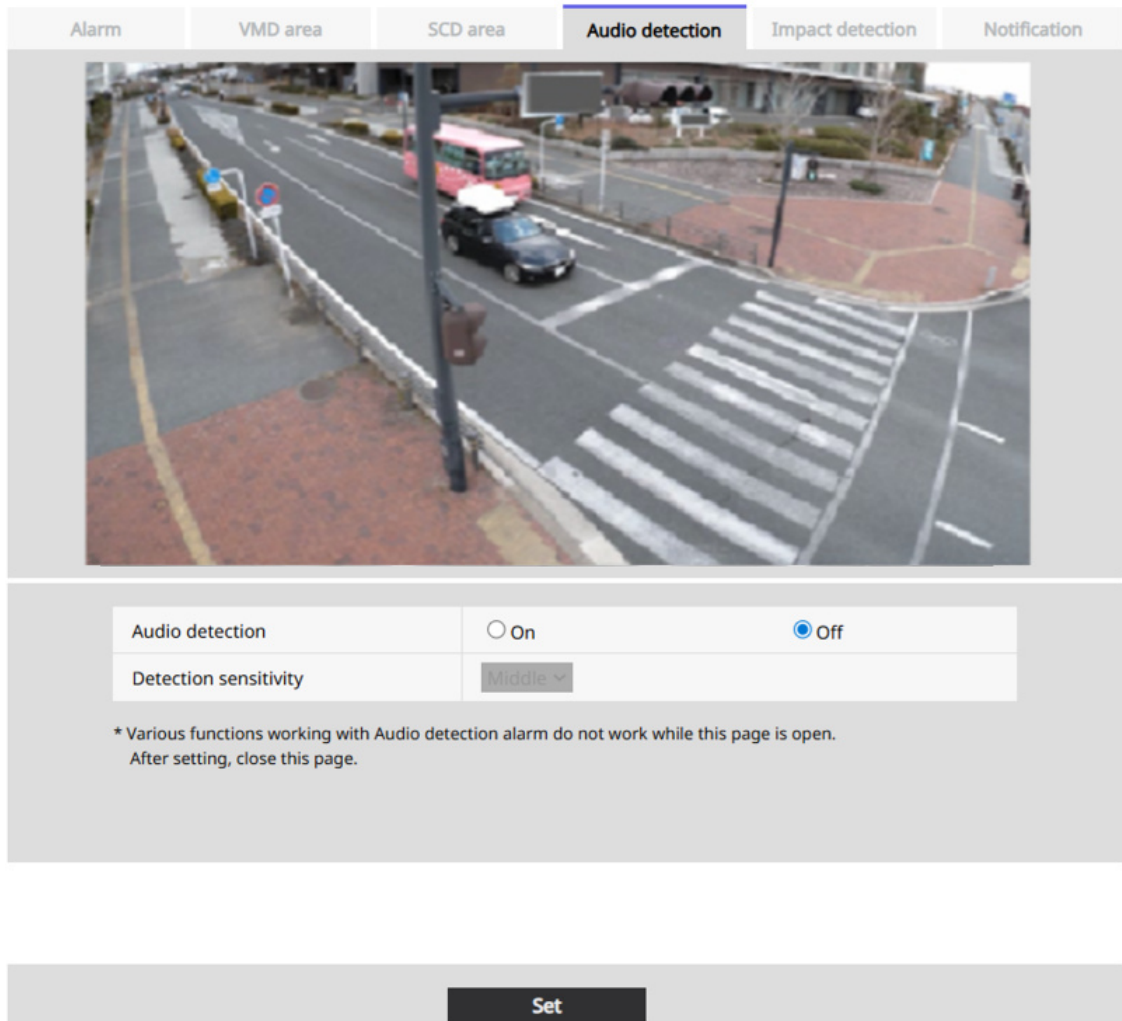 Alarm
VMD area
SCD area
Audio detection
Impact detection
Notification
Audio detection
On
Off
Detection sensitivity
Middle
* Various functions working with Audio detection alarm do not work while this page is open.
After setting, close this page.
Set